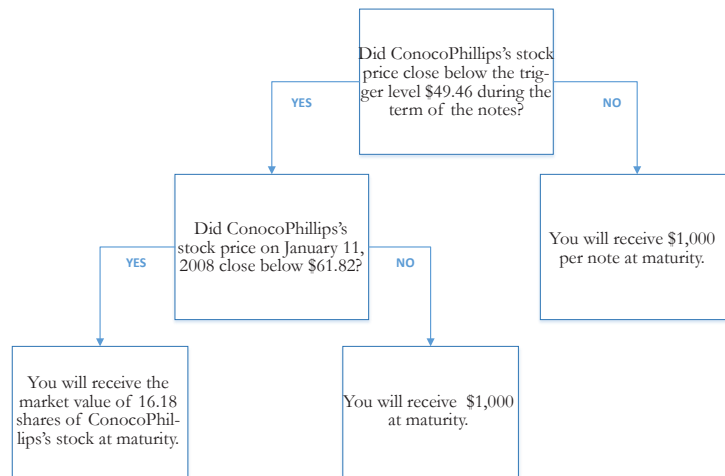 Did ConocoPhillips's stock
price close below the trig-
ger level $49.46 during the
term of the notes?
YES
NO
Did ConocoPhillips's
stock price on January 11,
2008 close below $61.82?
You will receive $1,000
per note at maturity.
YES
NO
You will receive the
market value of 16.18
shares of ConocoPhil-
lips's stock at maturity.
You will receive $1,000
at maturity.